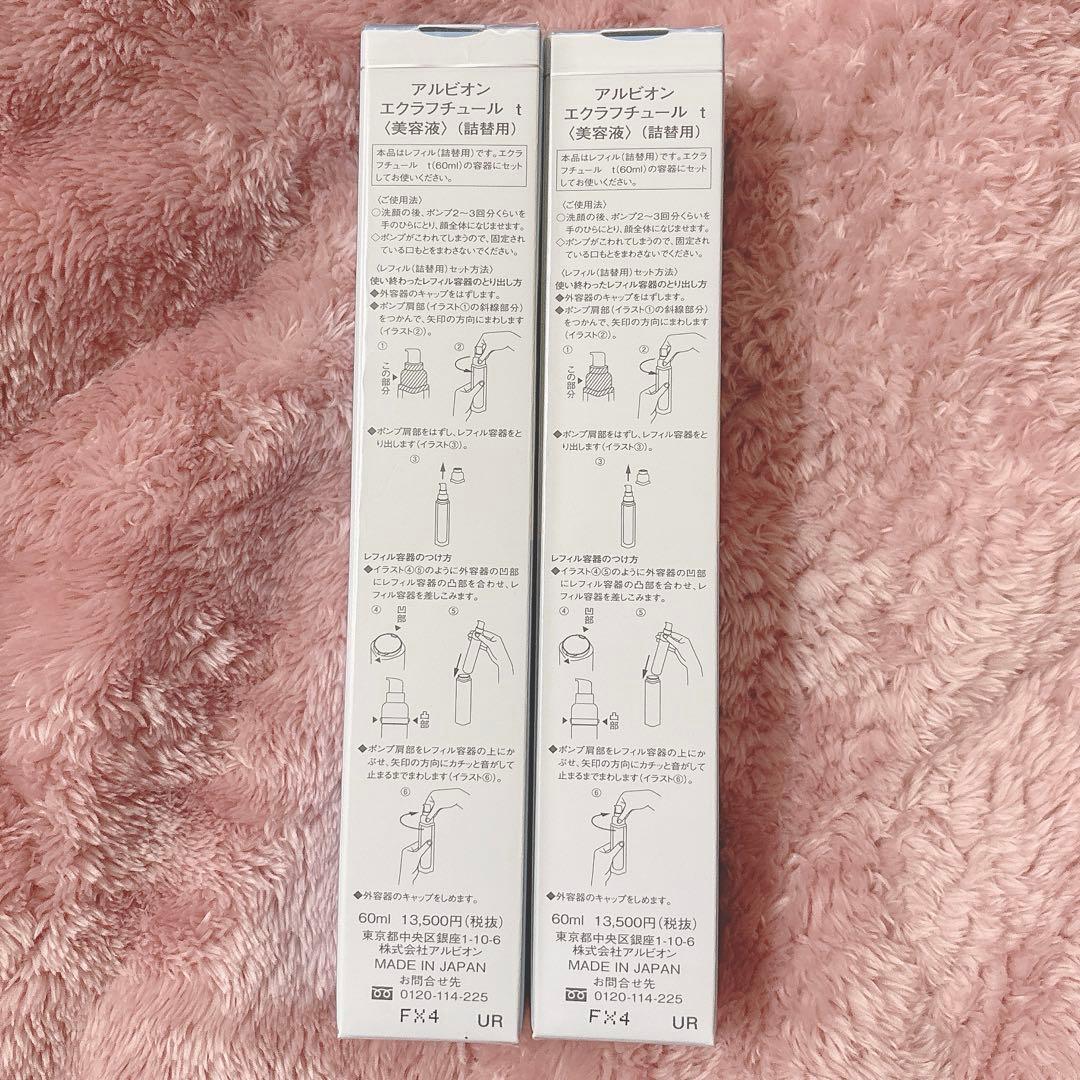 アルビオン
エクラフチュール t
〈美容液〉(詰替用)
本品はレフィル(詰替用)です。エクラ
フチュール t(60ml)の容器にセット
してお使いください。
〈ご使用法〉
○洗顔の後、ポンプ2〜3回分くらいを
手のひらにとり、顔全体になじませます。
◇ポンプがこわれてしまうので、固定され
ている口もとをまわさないでください。
〈レフィル(詰替用)セット方法〉
使い終わったレフィル容器のとり出し方
◆外容器のキャップをはずします。
◆ポンプ肩部(イラスト①の斜線部分)
をつかんで、矢印の方向にまわします
(イラスト②)。
①
②
この部分
◆ポンプ肩部をはずし、レフィル容器をと
り出します(イラスト③)。
③
レフィル容器のつけ方
◆イラスト④⑤のように外容器の凹部
にレフィル容器の凸部を合わせ、レ
フィル容器を差しこみます。
④
凹部
⑤
凸部
◆ポンプ肩部をレフィル容器の上にか
ぶせ、矢印の方向にカチッと音がして
止まるまでまわします(イラスト⑥)。
⑥
◆外容器のキャップをしめます。
60ml 13,500円(税抜)
東京都中央区銀座1-10-6
株式会社アルビオン
MADE IN JAPAN
お問合せ先
0120-114-225
FX4 UR
アルビオン
エクラフチュール t
〈美容液〉(詰替用)
本品はレフィル(詰替用)です。エクラ
フチュール t(60ml)の容器にセット
してお使いください。
〈ご使用法〉
○洗顔の後、ポンプ2〜3回分くらいを
手のひらにとり、顔全体になじませます。
◇ポンプがこわれてしまうので、固定され
ている口もとをまわさないでください。
〈レフィル(詰替用)セット方法〉
使い終わったレフィル容器のとり出し方
◆外容器のキャップをはずします。
◆ポンプ肩部(イラスト①の斜線部分)
をつかんで、矢印の方向にまわします
(イラスト②)。
①
②
この部分
◆ポンプ肩部をはずし、レフィル容器をと
り出します(イラスト③)。
③
レフィル容器のつけ方
◆イラスト④⑤のように外容器の凹部
にレフィル容器の凸部を合わせ、レ
フィル容器を差しこみます。
④
凹部
⑤
凸部
◆ポンプ肩部をレフィル容器の上にか
ぶせ、矢印の方向にカチッと音がして
止まるまでまわします(イラスト⑥)。
⑥
◆外容器のキャップをしめます。
60ml 13,500円(税抜)
東京都中央区銀座1-10-6
株式会社アルビオン
MADE IN JAPAN
お問合せ先
0120-114-225
FX4 UR